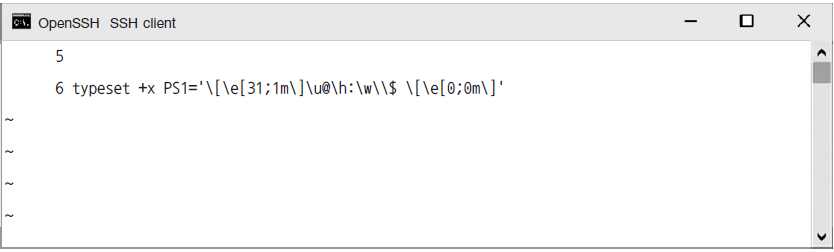 OpenSSH SSH client
5
6 typeset +x PS1='\[\e[31;1m\]\u@\h:\w\\$ \[\e[0;0m\]'
~
~
~
~